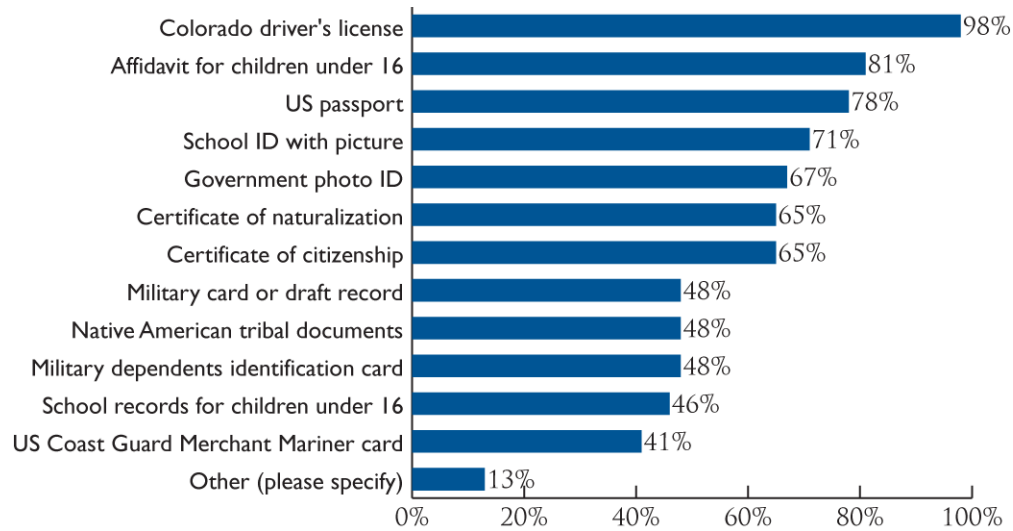 Colorado driver's license 98%
Affidavit for children under 16 81%
US passport 78%
School ID with picture 71%
Government photo ID 67%
Certificate of naturalization 65%
Certificate of citizenship 65%
Military card or draft record 48%
Native American tribal documents 48%
Military dependents identification card 48%
School records for children under 16 46%
US Coast Guard Merchant Mariner card 41%
Other (please specify) 13%
0% 20% 40% 60% 80% 100%